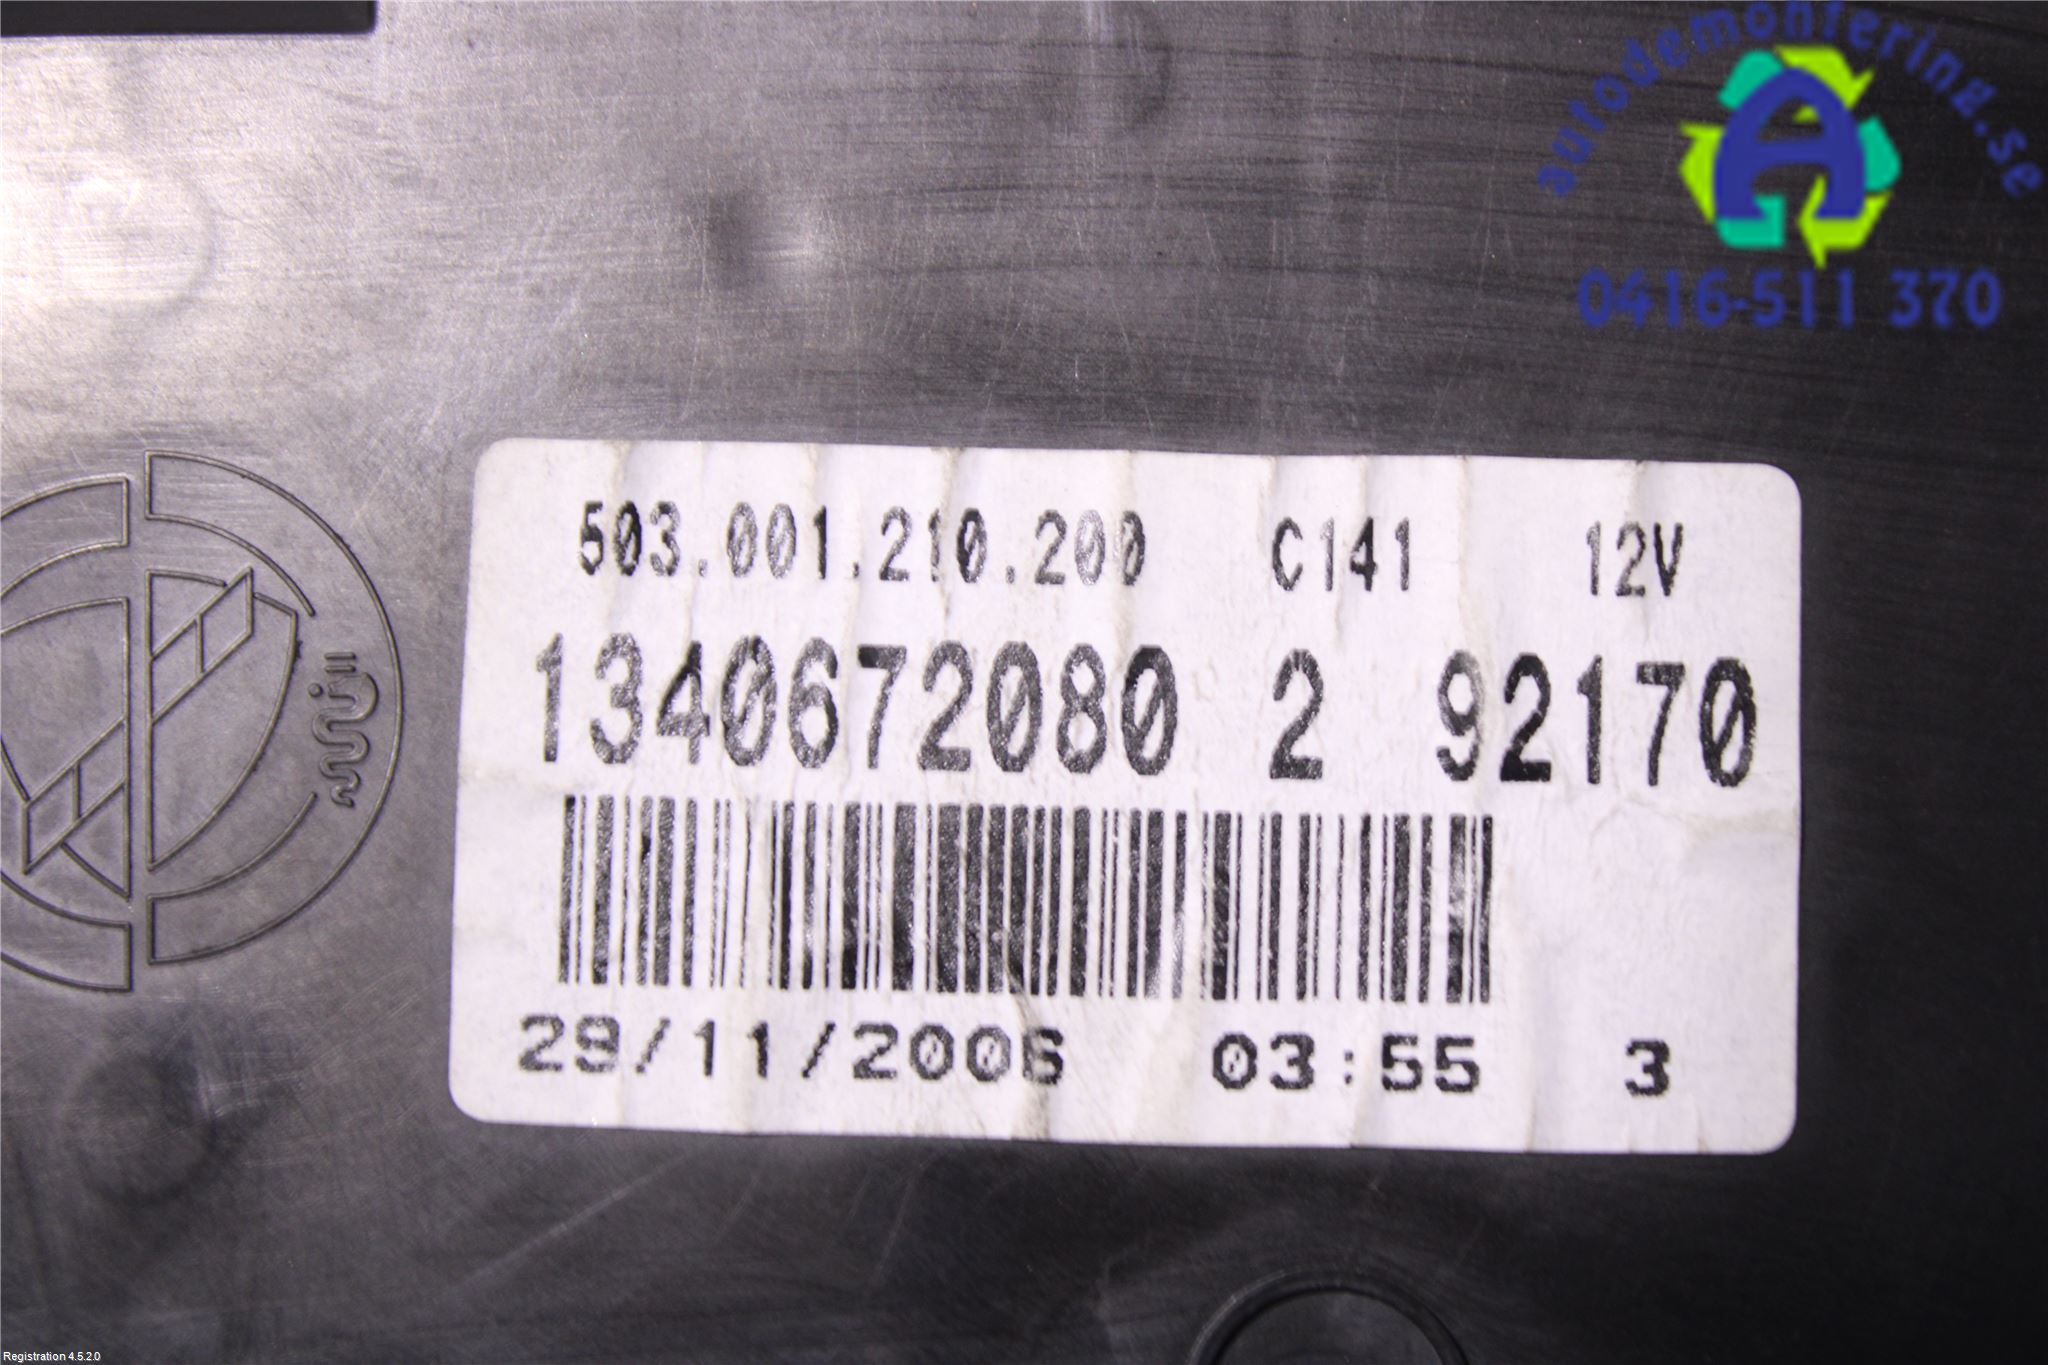 autodemontering.se
A
0416-511 370
503.001.210.200 C141 12V
1340672080 2 92170
29/11/2006 03:55 3
Registration 4.5.2.0